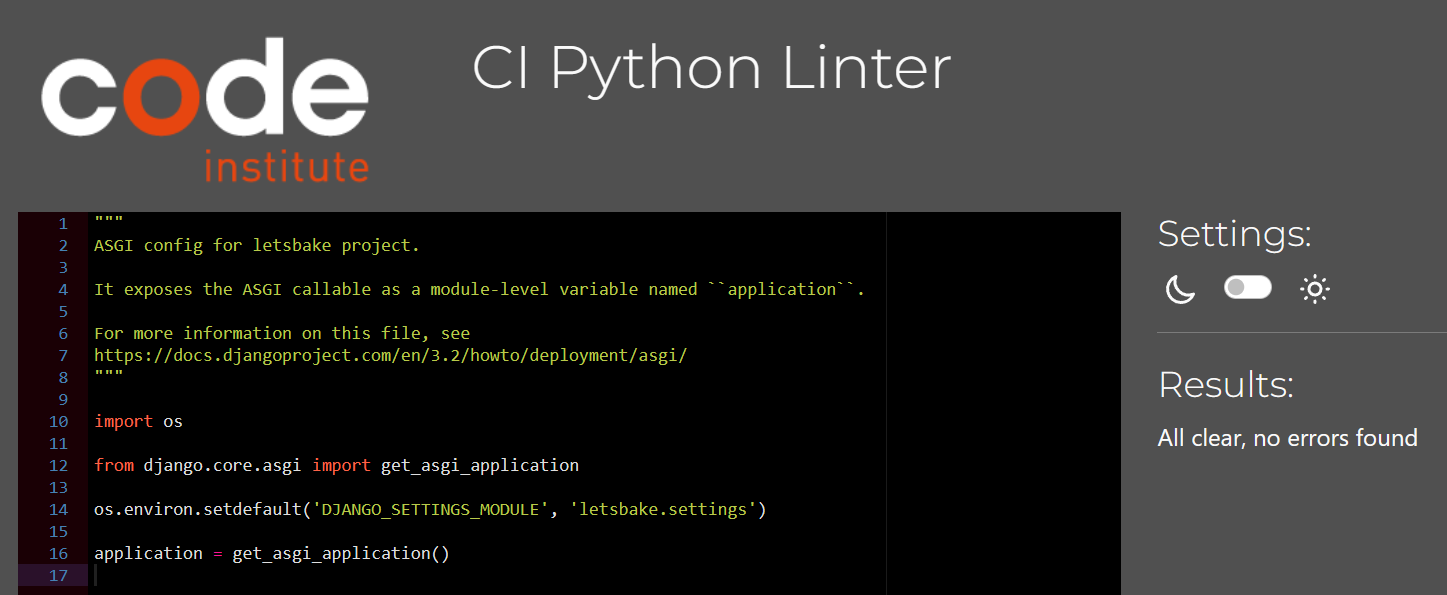 code
institute
CI Python Linter
1 """
2 ASGI config for letsbake project.
3
4 It exposes the ASGI callable as a module-level variable named ``application``.
5
6 For more information on this file, see
7 https://docs.djangoproject.com/en/3.2/howto/deployment/asgi/
8 """
9
10 import os
11
12 from django.core.asgi import get_asgi_application
13
14 os.environ.setdefault('DJANGO_SETTINGS_MODULE', 'letsbake.settings')
15
16 application = get_asgi_application()
17
Settings:
Results:
All clear, no errors found